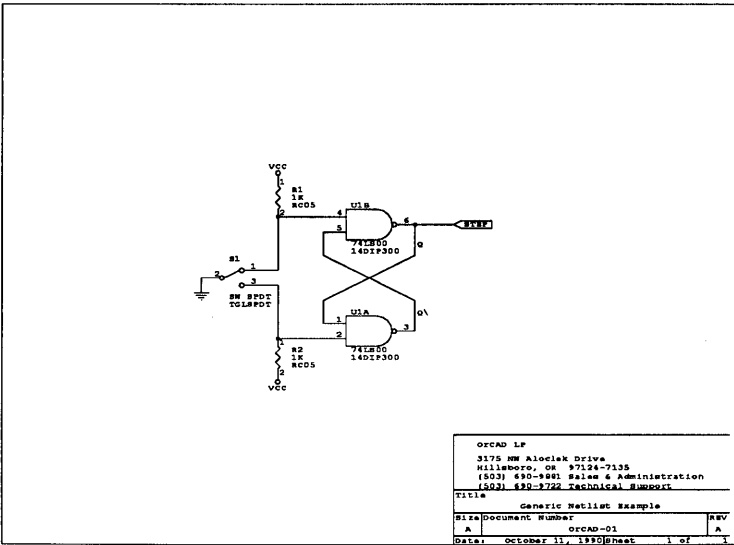 VCC
1
R1
1K
RC05
2
U1B
4
5
6
STEP
Q
74LS00
14DIP300
S1
1
2
3
SW SPDT
TGLSPDT
U1A
1
2
3
Q\
74LS00
14DIP300
1
R2
1K
RC05
2
VCC
OrCAD LP
3175 NW Aloclek Drive
Hillsboro, OR 97124-7135
(503) 690-9881 Sales & Administration
(503) 690-9722 Technical Support
Title
Generic Netlist Example
Size Document Number REV
A OrCAD-01 A
Date: October 11, 1990 Sheet 1 of 1